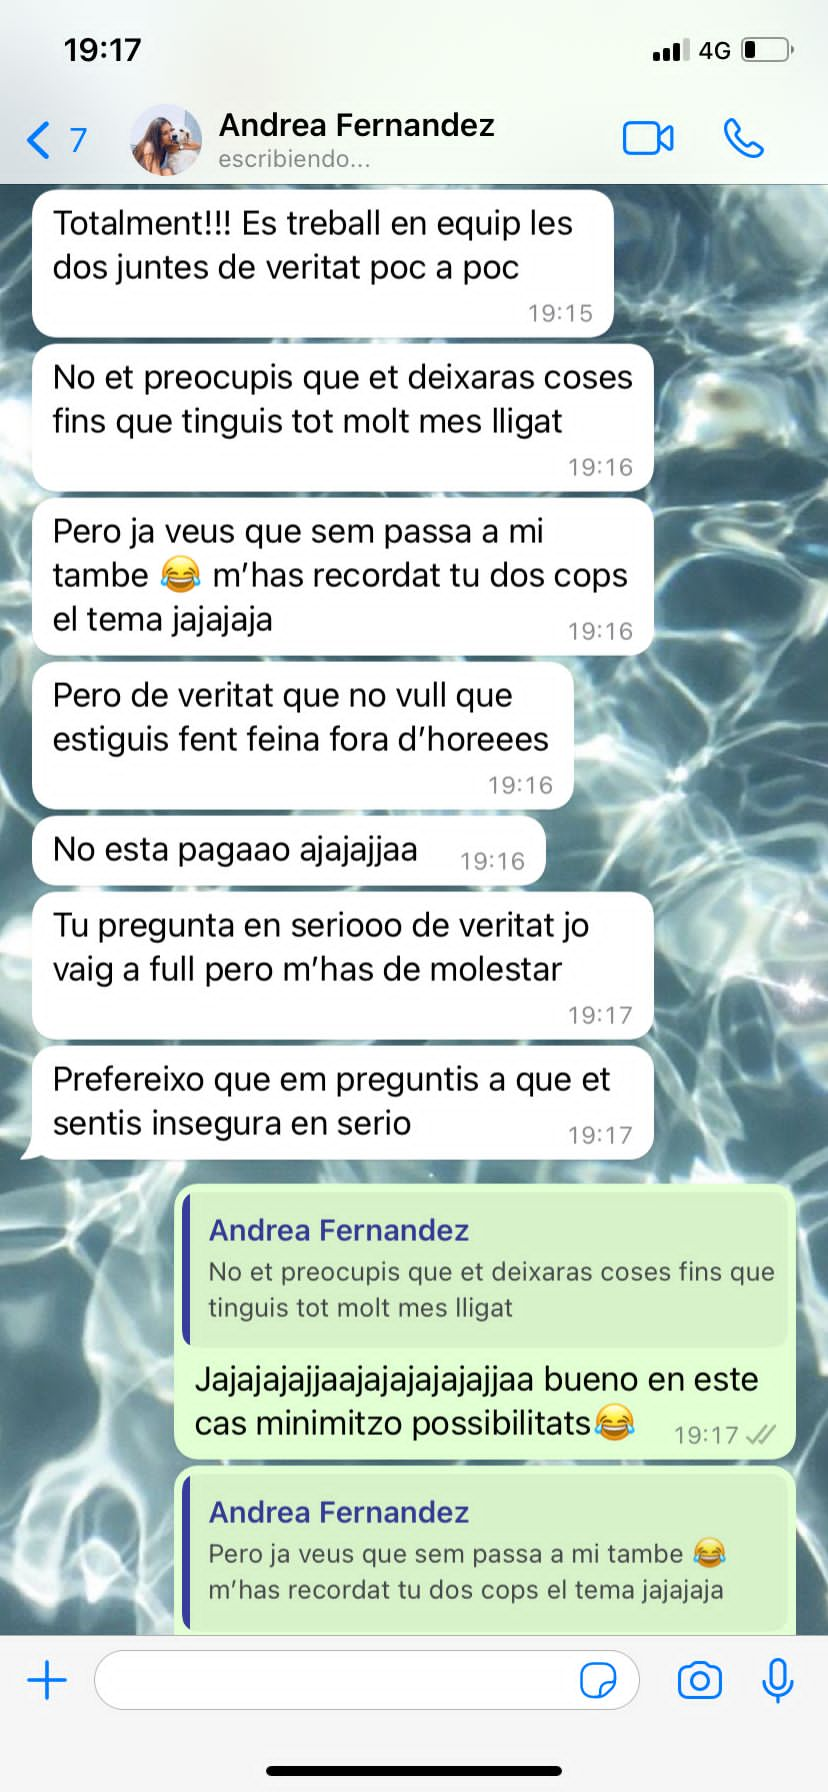 19:17
4G
7
Andrea Fernandez
escribiendo...
Totalment!!! Es treball en equip les
dos juntes de veritat poc a poc
19:15
No et preocupis que et deixaras coses
fins que tinguis tot molt mes lligat
19:16
Pero ja veus que sem passa a mi
tambe 😂 m'has recordat tu dos cops
el tema jajajaja
19:16
Pero de veritat que no vull que
estiguis fent feina fora d'horeees
19:16
No esta pagaao ajajajjaa
19:16
Tu pregunta en seriooo de veritat jo
vaig a full pero m'has de molestar
19:17
Prefereixo que em preguntis a que et
sentis insegura en serio
19:17
Andrea Fernandez
No et preocupis que et deixaras coses fins que
tinguis tot molt mes lligat
Jajajajajjaajajajajajajajjaa bueno en este
cas minimitzo possibilitats😂
19:17
Andrea Fernandez
Pero ja veus que sem passa a mi tambe 😂
m'has recordat tu dos cops el tema jajajaja